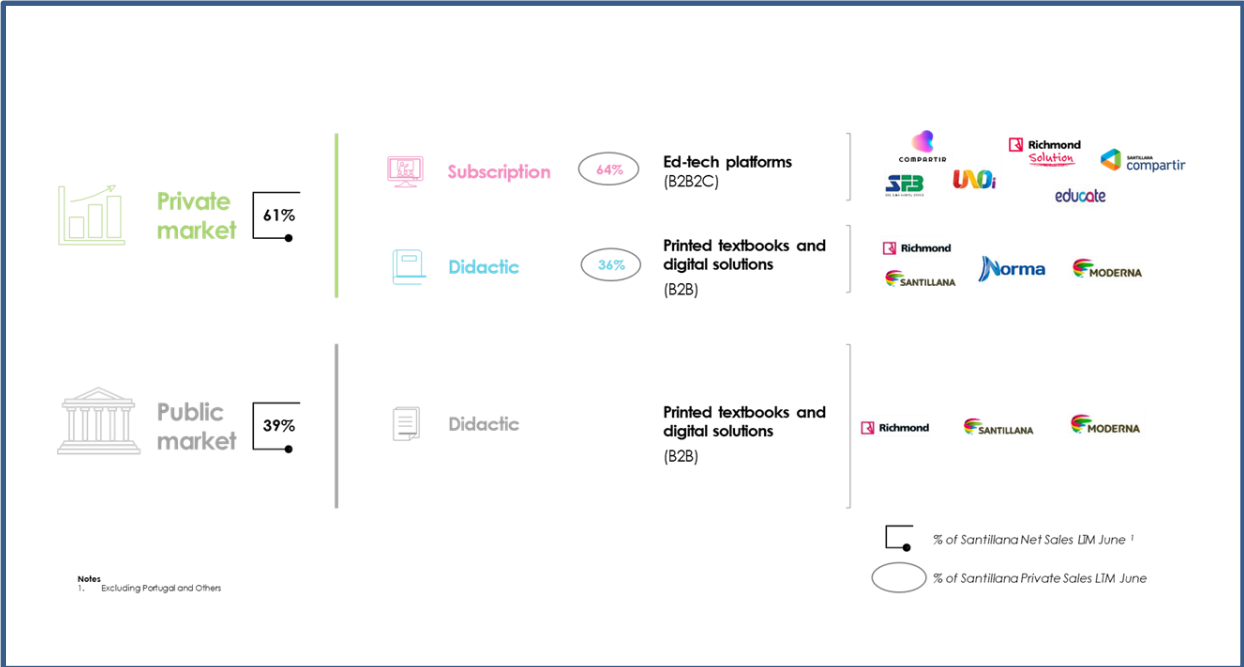 Private
market
61%
Subscription
64%
Ed-tech platforms
(B2B2C)
COMPARTIR
Richmond
Solution
SANTILLANA
compartir
SFB
UNOi
educate
Didactic
36%
Printed textbooks and
digital solutions
(B2B)
Richmond
SANTILLANA
Norma
MODERNA
Public
market
39%
Didactic
Printed textbooks and
digital solutions
(B2B)
Richmond
SANTILLANA
MODERNA
% of Santillana Net Sales LTM June 1
% of Santillana Private Sales LTM June
Notes
1. Excluding Portugal and Others